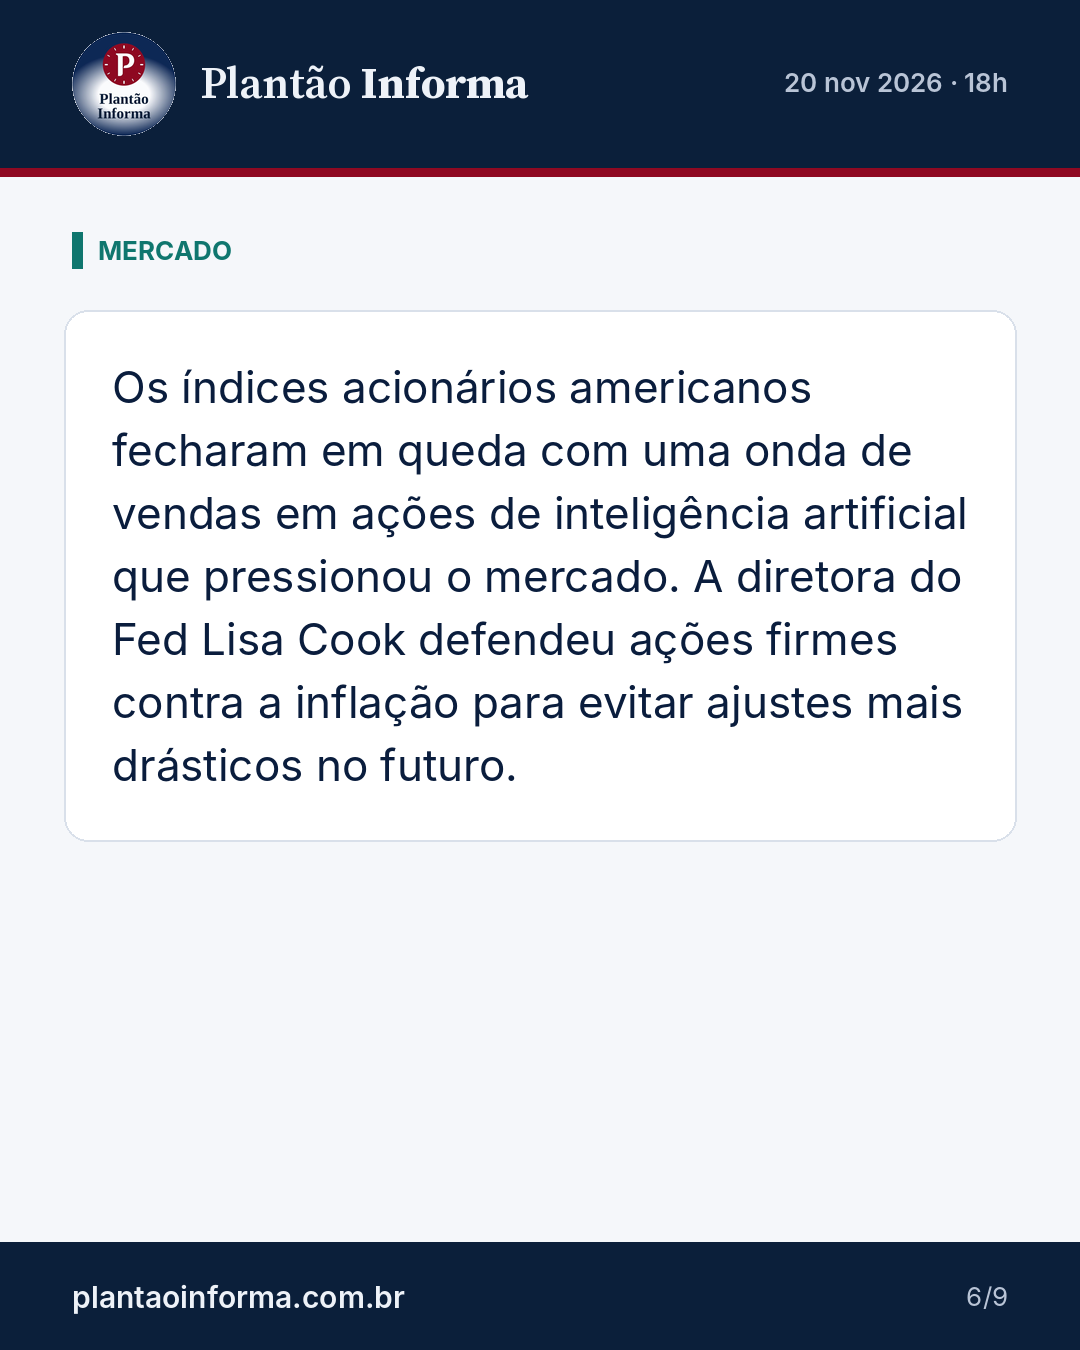 P
Plantão
Informa
Plantão Informa
20 nov 2026 · 18h
MERCADO
Os índices acionários americanos
fecharam em queda com uma onda de
vendas em ações de inteligência artificial
que pressionou o mercado. A diretora do
Fed Lisa Cook defendeu ações firmes
contra a inflação para evitar ajustes mais
drásticos no futuro.
plantaoinforma.com.br
6/9